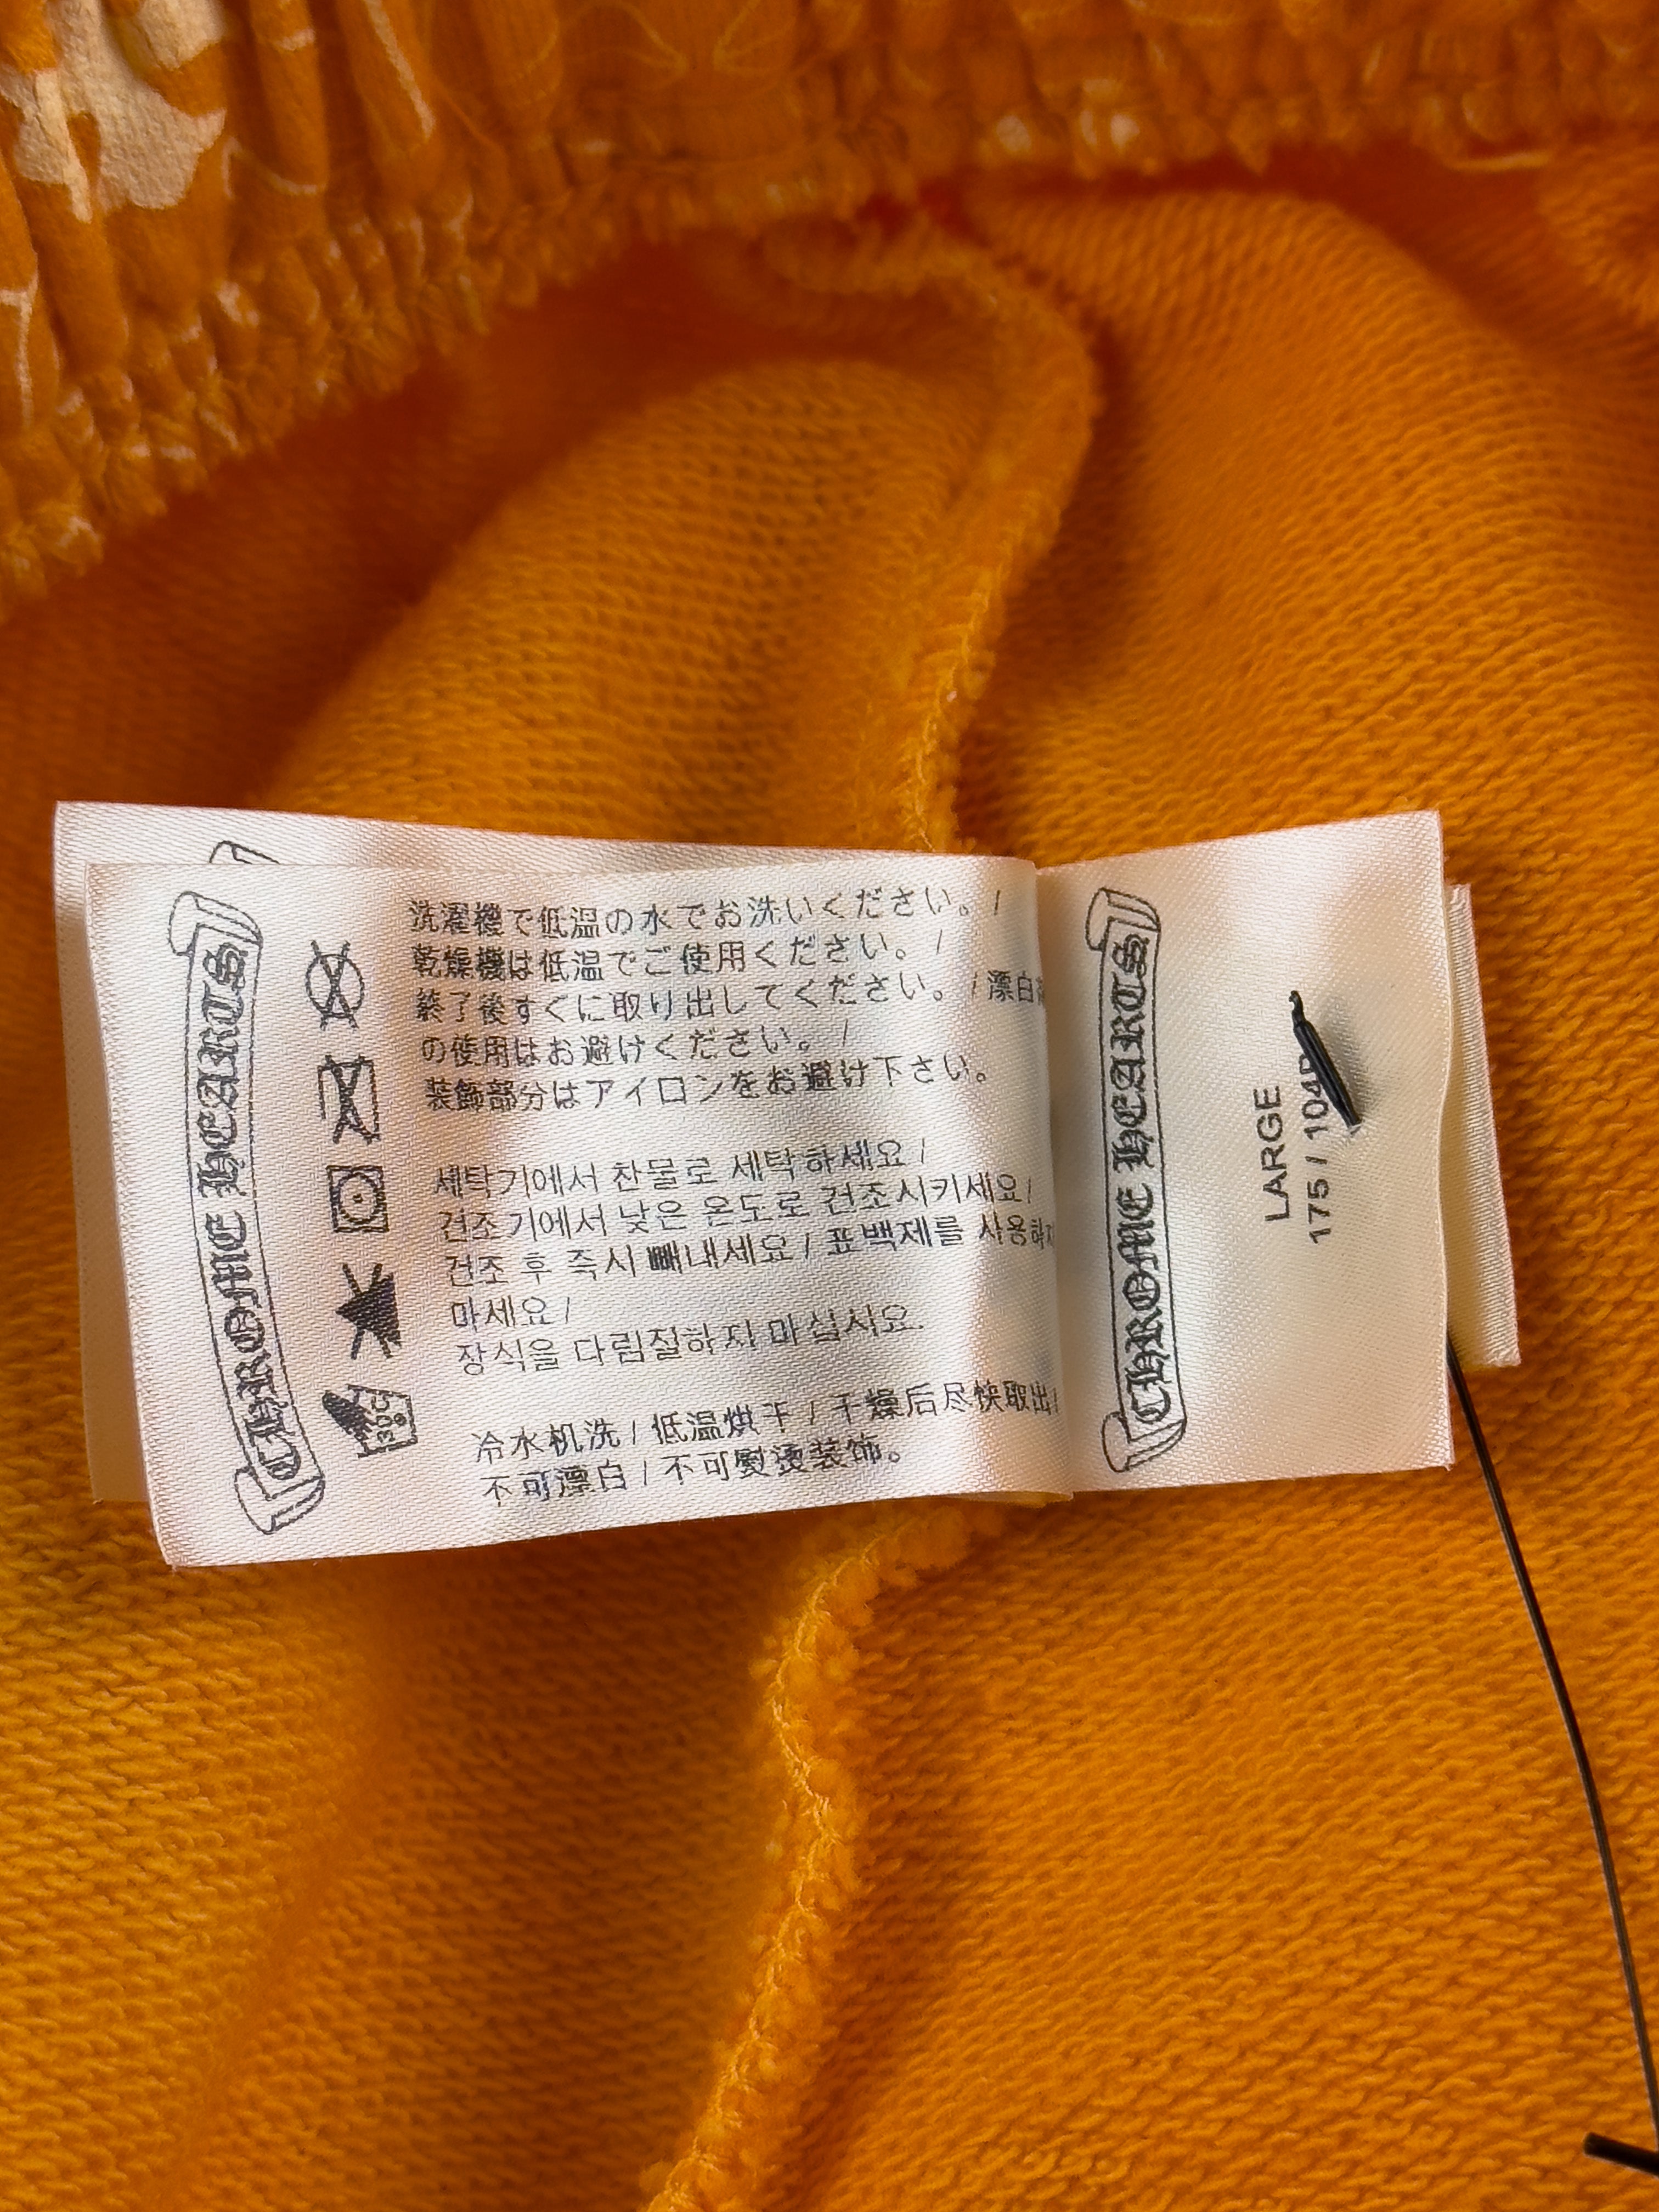 CHROME HEARTS
洗濯機で低温の水でお洗いください。/
乾燥機は低温でご使用ください。/
終了後すぐに取り出してください。/ 漂白
の使用はお避けください。/
装飾部分はアイロンをお避け下さい。
세탁기에서 찬물로 세탁하세요 /
건조기에서 낮은 온도로 건조시키세요/
건조 후 즉시 빼내세요 / 표백제를 사용하지
마세요 /
장식을 다림질하지 마십시요.
冷水机洗 / 低温烘干 / 干燥后尽快取出/
不可漂白 / 不可熨烫装饰。
30C
CHROME HEARTS
LARGE
175 / 104